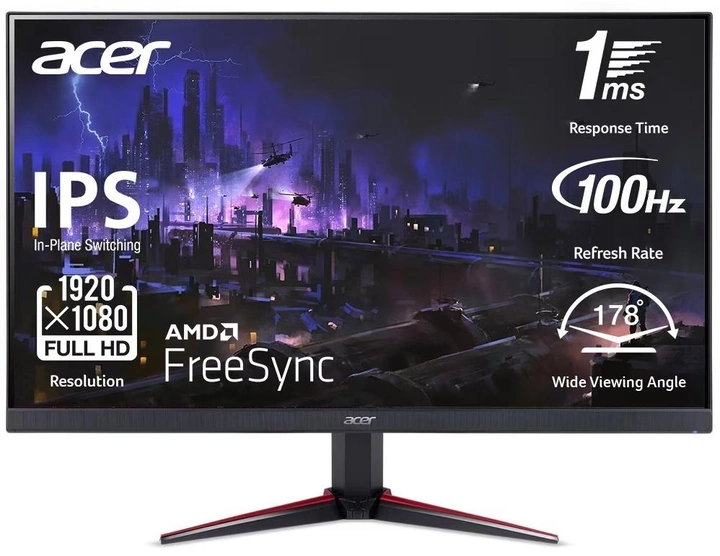 acer
IPS
In-Plane Switching
1920
×1080
FULL HD
Resolution
AMD
FreeSync
1ms
Response Time
100Hz
Refresh Rate
178°
Wide Viewing Angle
acer